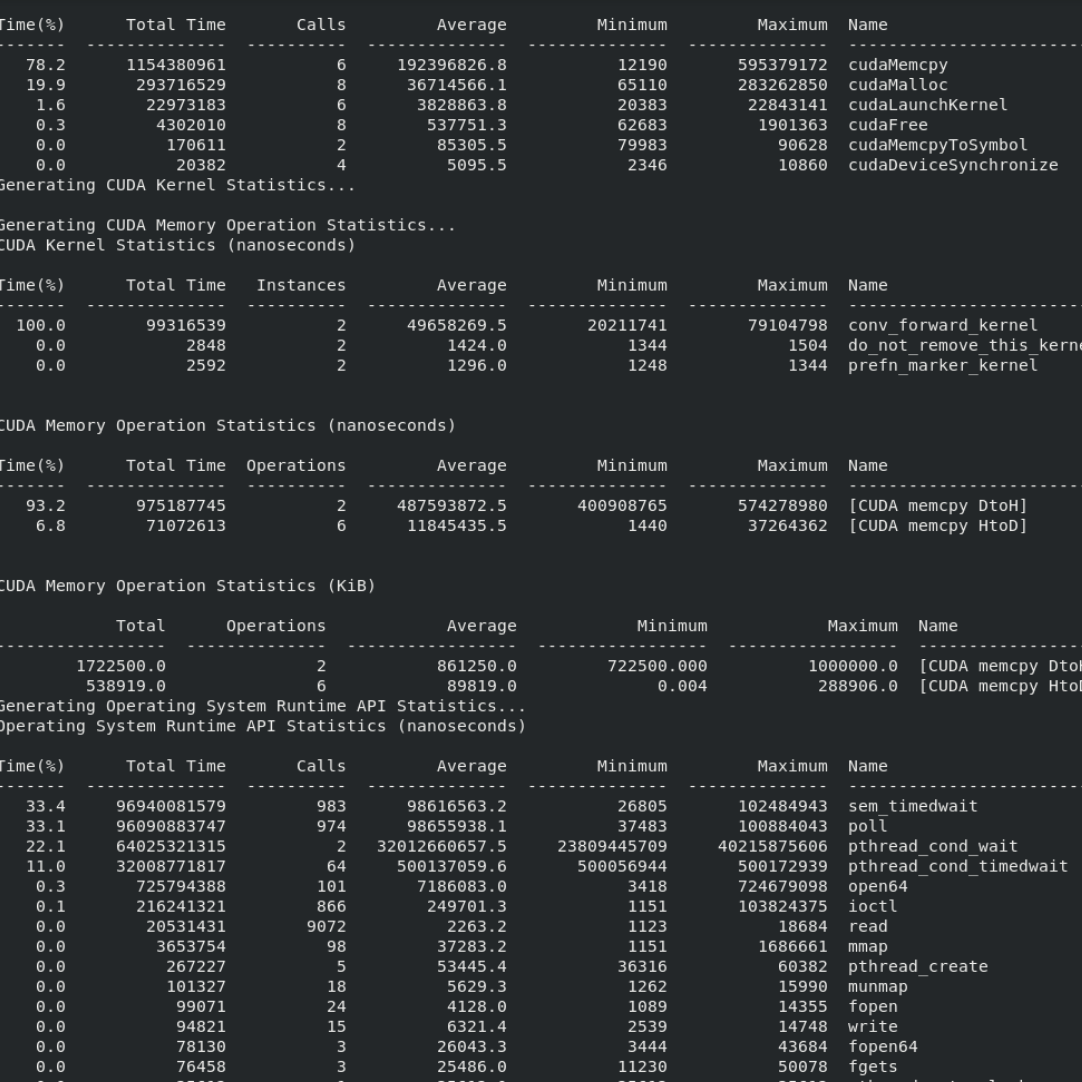 Time(%)      Total Time       Calls         Average         Minimum         Maximum  Name
-------  --------------  ----------  --------------  --------------  --------------  ------------------------
   78.2      1154380961           6     192396826.8           12190       595379172  cudaMemcpy
   19.9       293716529           8      36714566.1           65110       283262850  cudaMalloc
    1.6        22973183           6       3828863.8           20383        22843141  cudaLaunchKernel
    0.3         4302010           8        537751.3           62683         1901363  cudaFree
    0.0          170611           2         85305.5           79983           90628  cudaMemcpyToSymbol
    0.0           20382           4          5095.5            2346           10860  cudaDeviceSynchronize
Generating CUDA Kernel Statistics...
Generating CUDA Memory Operation Statistics...
CUDA Kernel Statistics (nanoseconds)
Time(%)      Total Time   Instances         Average         Minimum         Maximum  Name
-------  --------------  ----------  --------------  --------------  --------------  ------------------------
  100.0        99316539           2      49658269.5        20211741        79104798  conv_forward_kernel
    0.0            2848           2          1424.0            1344            1504  do_not_remove_this_kerne
    0.0            2592           2          1296.0            1248            1344  prefn_marker_kernel
CUDA Memory Operation Statistics (nanoseconds)
Time(%)      Total Time  Operations         Average         Minimum         Maximum  Name
-------  --------------  ----------  --------------  --------------  --------------  ------------------------
   93.2       975187745           2     487593872.5       400908765       574278980  [CUDA memcpy DtoH]
    6.8        71072613           6      11845435.5            1440        37264362  [CUDA memcpy HtoD]
CUDA Memory Operation Statistics (KiB)
            Total      Operations            Average            Minimum            Maximum  Name
-----------------  --------------  -----------------  -----------------  -----------------  -----------------
        1722500.0               2           861250.0         722500.000          1000000.0  [CUDA memcpy DtoH
         538919.0               6            89819.0              0.004           288906.0  [CUDA memcpy HtoD
Generating Operating System Runtime API Statistics...
Operating System Runtime API Statistics (nanoseconds)
Time(%)      Total Time       Calls         Average         Minimum         Maximum  Name
-------  --------------  ----------  --------------  --------------  --------------  ------------------------
   33.4     96940081579         983      98616563.2           26805       102484943  sem_timedwait
   33.1     96090883747         974      98655938.1           37483       100884043  poll
   22.1     64025321315           2   32012660657.5     23809445709     40215875606  pthread_cond_wait
   11.0     32008771817          64     500137059.6       500056944       500172939  pthread_cond_timedwait
    0.3       725794388         101       7186083.0            3418       724679098  open64
    0.1       216241321         866        249701.3            1151       103824375  ioctl
    0.0        20531431        9072          2263.2            1123           18684  read
    0.0         3653754          98         37283.2            1151         1686661  mmap
    0.0          267227           5         53445.4           36316           60382  pthread_create
    0.0          101327          18          5629.3            1262           15990  munmap
    0.0           99071          24          4128.0            1089           14355  fopen
    0.0           94821          15          6321.4            2539           14748  write
    0.0           78130           3         26043.3            3444           43684  fopen64
    0.0           76458           3         25486.0           11230           50078  fgets